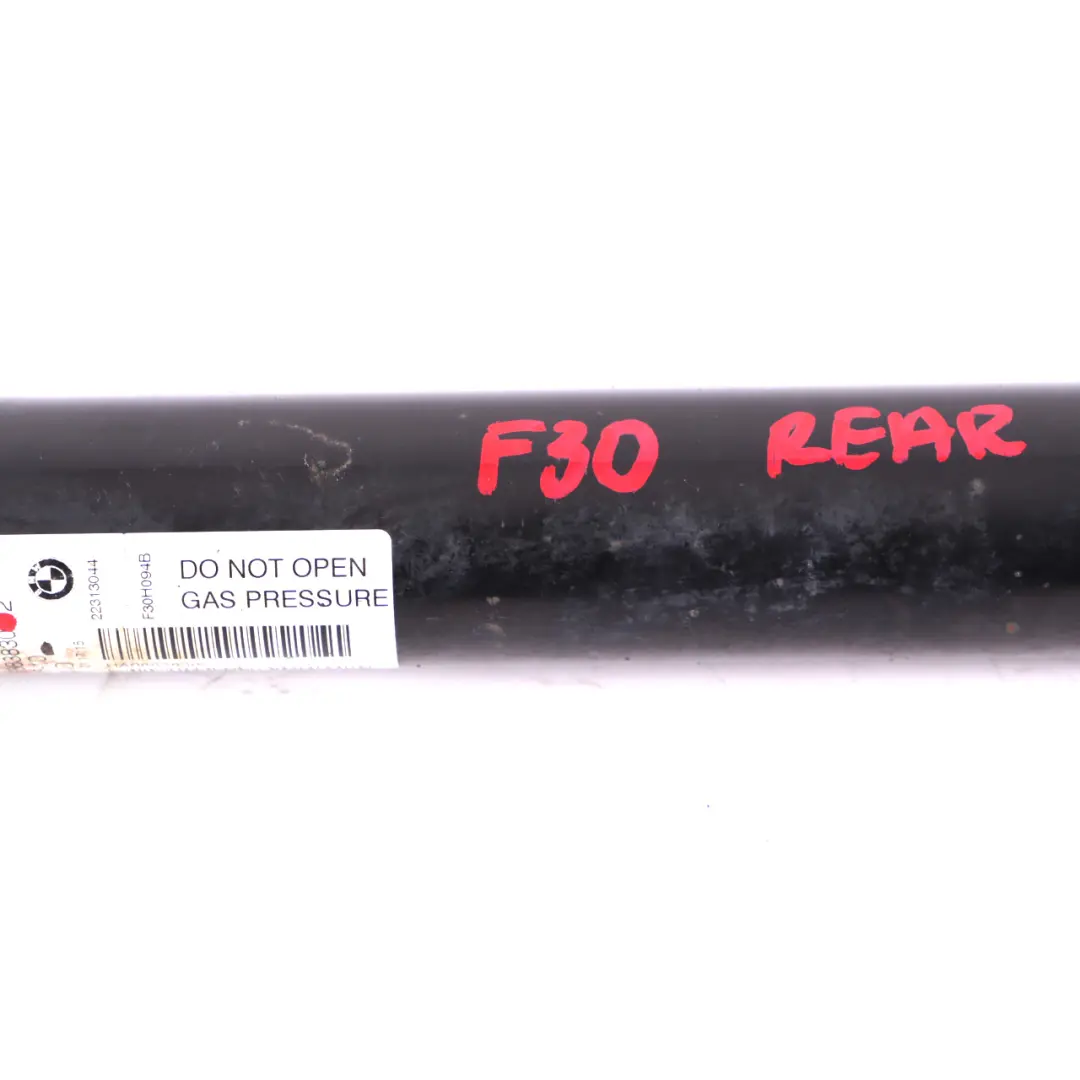 F30 REAR
DO NOT OPEN
GAS PRESSURE
22313044
F30H094B